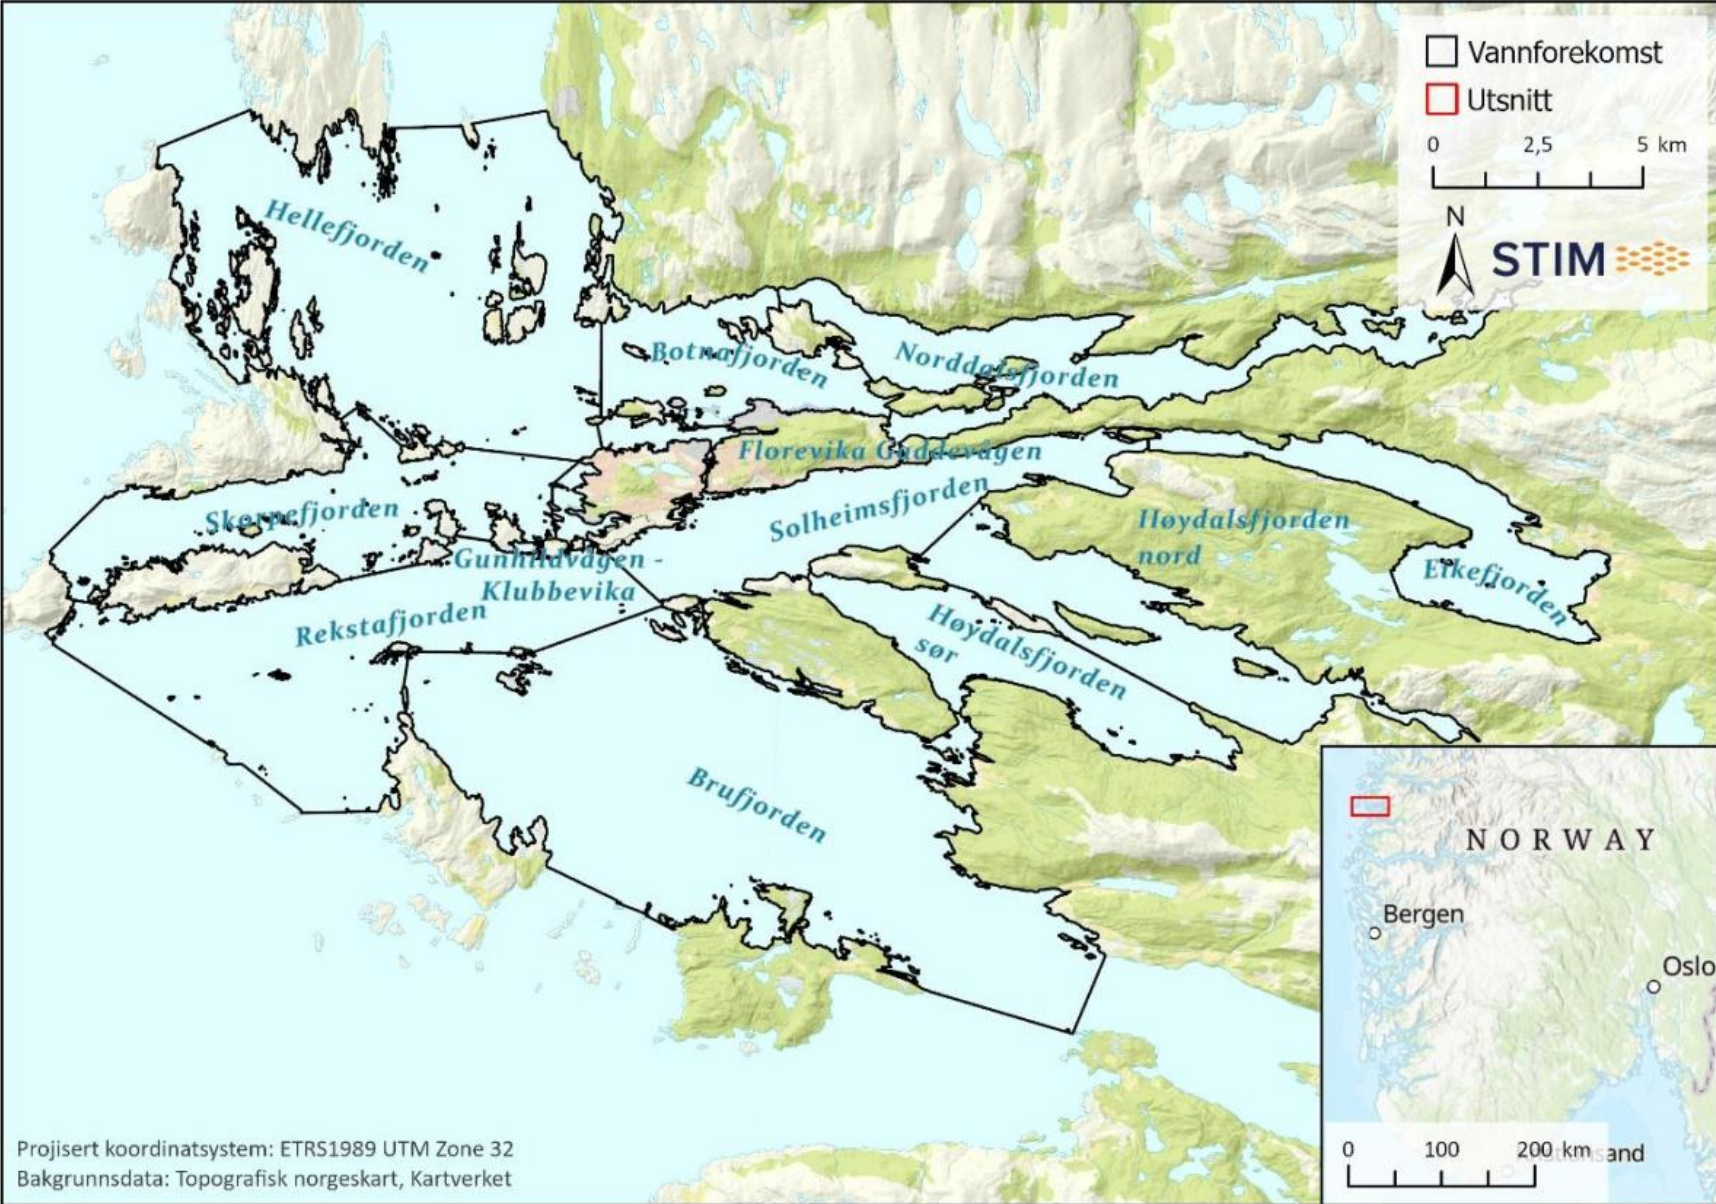 Vannforekomst
Utsnitt
0 2,5 5 km
N
STIM
Hellefjorden
Botnafjorden
Norddalsfjorden
Florevika Gaddevågen
Solheimsfjorden
Skorpefjorden
Høydalsfjorden
nord
Gunhildvågen -
Klubbevika
Eikefjorden
Rekstafjorden
Høydalsfjorden
sør
Brufjorden
NORWAY
Bergen
Oslo
0 100 200 km
Projisert koordinatsystem: ETRS1989 UTM Zone 32
Bakgrunnsdata: Topografisk norgeskart, Kartverket